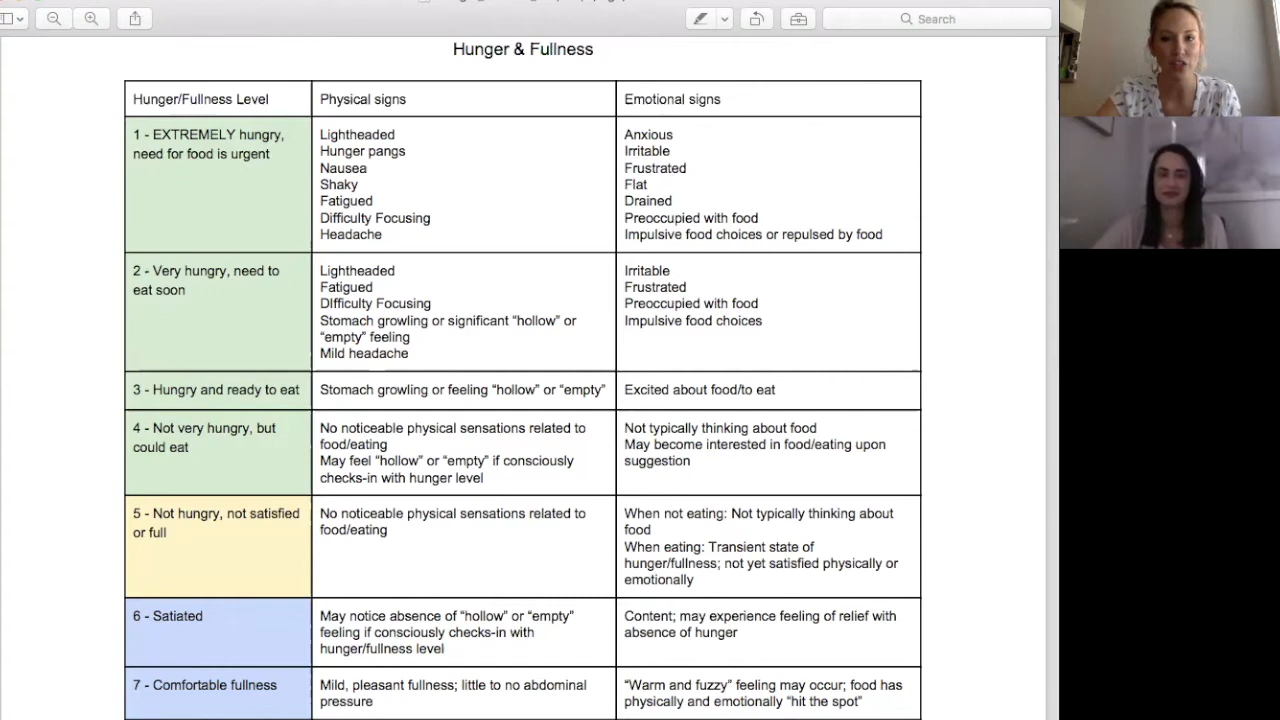 Search
Hunger & Fullness
Hunger/Fullness Level
Physical signs
Emotional signs
1 - EXTREMELY hungry,
need for food is urgent
Lightheaded
Hunger pangs
Nausea
Shaky
Fatigued
Difficulty Focusing
Headache
Anxious
Irritable
Frustrated
Flat
Drained
Preoccupied with food
Impulsive food choices or repulsed by food
2 - Very hungry, need to
eat soon
Lightheaded
Fatigued
DIfficulty Focusing
Stomach growling or significant “hollow” or
“empty” feeling
Mild headache
Irritable
Frustrated
Preoccupied with food
Impulsive food choices
3 - Hungry and ready to eat
Stomach growling or feeling “hollow” or “empty”
Excited about food/to eat
4 - Not very hungry, but
could eat
No noticeable physical sensations related to
food/eating
May feel “hollow” or “empty” if consciously
checks-in with hunger level
Not typically thinking about food
May become interested in food/eating upon
suggestion
5 - Not hungry, not satisfied
or full
No noticeable physical sensations related to
food/eating
When not eating: Not typically thinking about
food
When eating: Transient state of
hunger/fullness; not yet satisfied physically or
emotionally
6 - Satiated
May notice absence of “hollow” or “empty”
feeling if consciously checks-in with
hunger/fullness level
Content; may experience feeling of relief with
absence of hunger
7 - Comfortable fullness
Mild, pleasant fullness; little to no abdominal
pressure
“Warm and fuzzy” feeling may occur; food has
physically and emotionally “hit the spot”